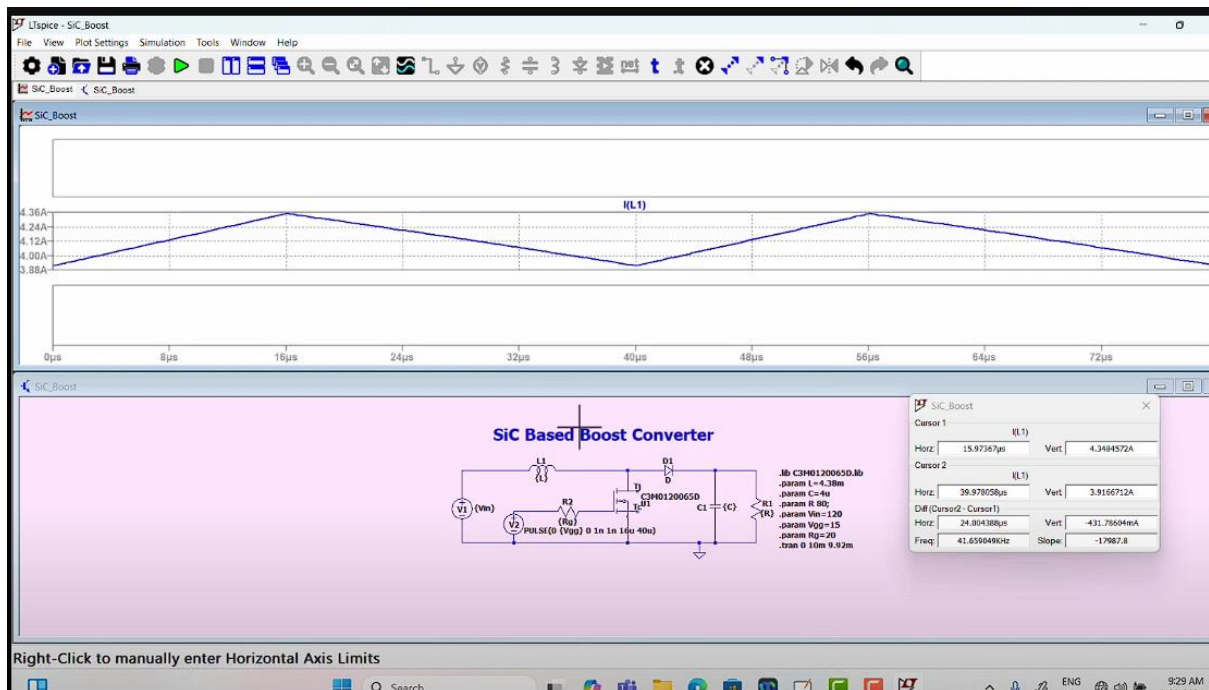 LTspice - SiC_Boost
File View Plot Settings Simulation Tools Window Help
SiC_Boost SiC_Boost
SiC_Boost
I(L1)
4.36A
4.24A
4.12A
4.00A
3.88A
0µs 8µs 16µs 24µs 32µs 40µs 48µs 56µs 64µs 72µs
SiC_Boost
SiC Based Boost Converter
L1
{L}
D1
D
V1 {Vin}
R2
{Rg}
V2
PULSE(0 {Vgg} 0 1n 1n 16u 40u)
Tj
C3M0120065D
U1
Tc
C1 {C}
R1
{R}
.lib C3M0120065D.lib
.param L=4.38m
.param C=4u
.param R 80;
.param Vin=120
.param Vgg=15
.param Rg=20
.tran 0 10m 9.92m
SiC_Boost
Cursor 1
I(L1)
Horz: 15.97367µs Vert: 4.3484572A
Cursor 2
I(L1)
Horz: 39.978058µs Vert: 3.9166712A
Diff (Cursor2 - Cursor1)
Horz: 24.004388µs Vert: -431.78604mA
Freq: 41.659049KHz Slope: -17987.8
Right-Click to manually enter Horizontal Axis Limits
Search
ENG
9:29 AM